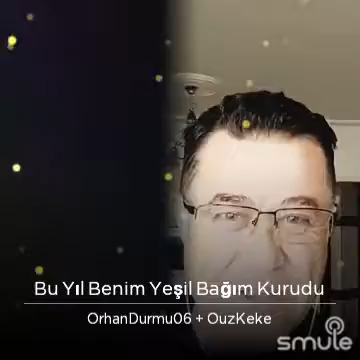 Bu Yıl Benim Yeşil Bağım Kurudu
OrhanDurmu06 + OuzKeke
smule